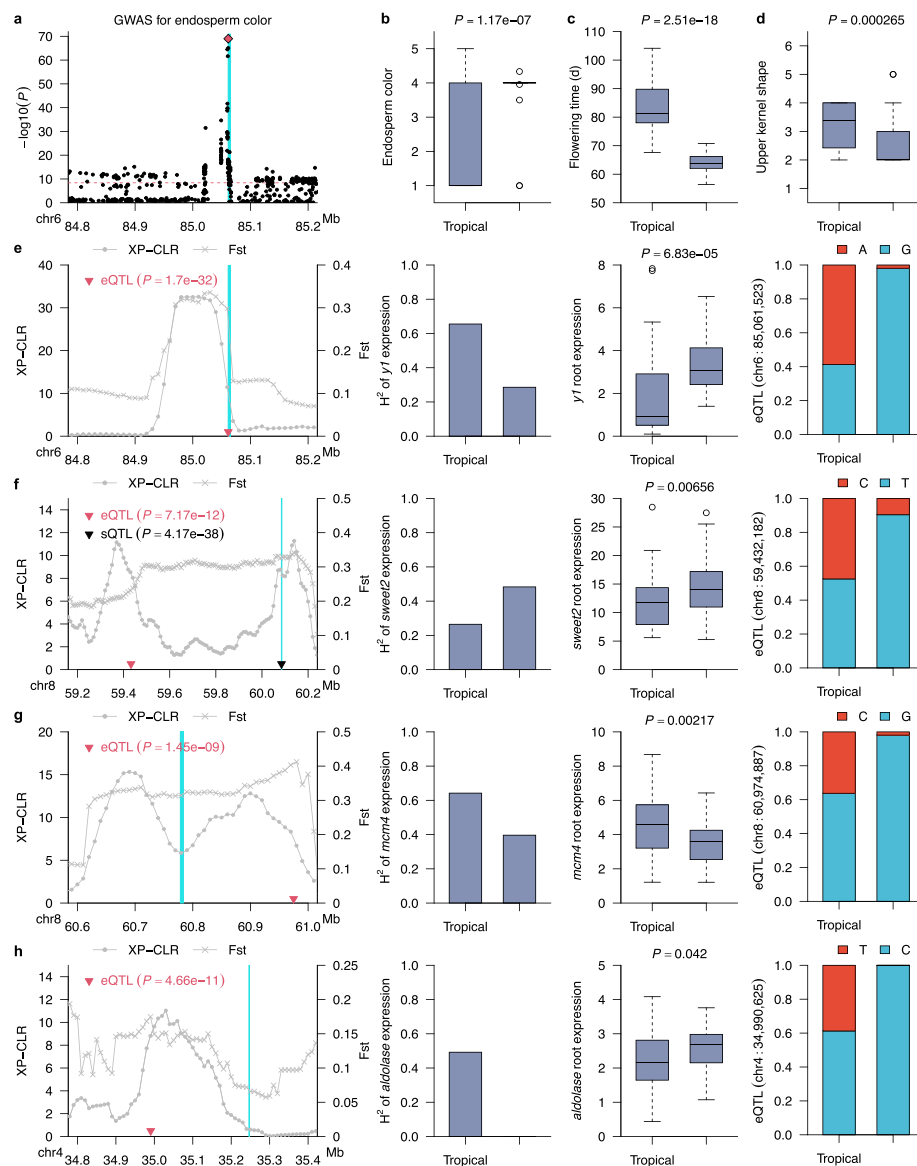 a
GWAS for endosperm color
−log10(P)
70
60
50
40
30
20
10
0
chr6
84.8
84.9
85.0
85.1
85.2
Mb
b
P = 1.17e−07
Endosperm color
5
4
3
2
1
Tropical
c
P = 2.51e−18
Flowering time (d)
110
100
90
80
70
60
50
Tropical
d
P = 0.000265
Upper kernel shape
6
5
4
3
2
1
Tropical
e
XP−CLR
Fst
eQTL (P = 1.7e−32)
XP−CLR
40
30
20
10
0
Fst
0.4
0.3
0.2
0.1
0
chr6
84.8
84.9
85.0
85.1
85.2
Mb
H² of y1 expression
1.0
0.8
0.6
0.4
0.2
0.0
Tropical
P = 6.83e−05
y1 root expression
8
6
4
2
0
Tropical
A
G
eQTL (chr6 : 85,061,523)
1.0
0.8
0.6
0.4
0.2
0.0
Tropical
f
XP−CLR
Fst
eQTL (P = 7.17e−12)
sQTL (P = 4.17e−38)
XP−CLR
14
12
10
8
6
4
2
0
Fst
0.5
0.4
0.3
0.2
0.1
0
chr8
59.2
59.4
59.6
59.8
60.0
60.2
Mb
H² of sweet2 expression
1.0
0.8
0.6
0.4
0.2
0.0
Tropical
P = 0.00656
sweet2 root expression
30
25
20
15
10
5
0
Tropical
C
T
eQTL (chr8 : 59,432,182)
1.0
0.8
0.6
0.4
0.2
0.0
Tropical
g
XP−CLR
Fst
eQTL (P = 1.45e−09)
XP−CLR
20
15
10
5
0
Fst
0.5
0.4
0.3
0.2
0.1
0
chr8
60.6
60.7
60.8
60.9
61.0
Mb
H² of mcm4 expression
1.0
0.8
0.6
0.4
0.2
0.0
Tropical
P = 0.00217
mcm4 root expression
10
8
6
4
2
0
Tropical
C
G
eQTL (chr8 : 60,974,887)
1.0
0.8
0.6
0.4
0.2
0.0
Tropical
h
XP−CLR
Fst
eQTL (P = 4.66e−11)
XP−CLR
14
12
10
8
6
4
2
0
Fst
0.25
0.2
0.15
0.1
0.05
0
chr4
34.8
34.9
35.0
35.2
35.3
35.4
Mb
H² of aldolase expression
1.0
0.8
0.6
0.4
0.2
0.0
Tropical
P = 0.042
aldolase root expression
5
4
3
2
1
0
Tropical
T
C
eQTL (chr4 : 34,990,625)
1.0
0.8
0.6
0.4
0.2
0.0
Tropical